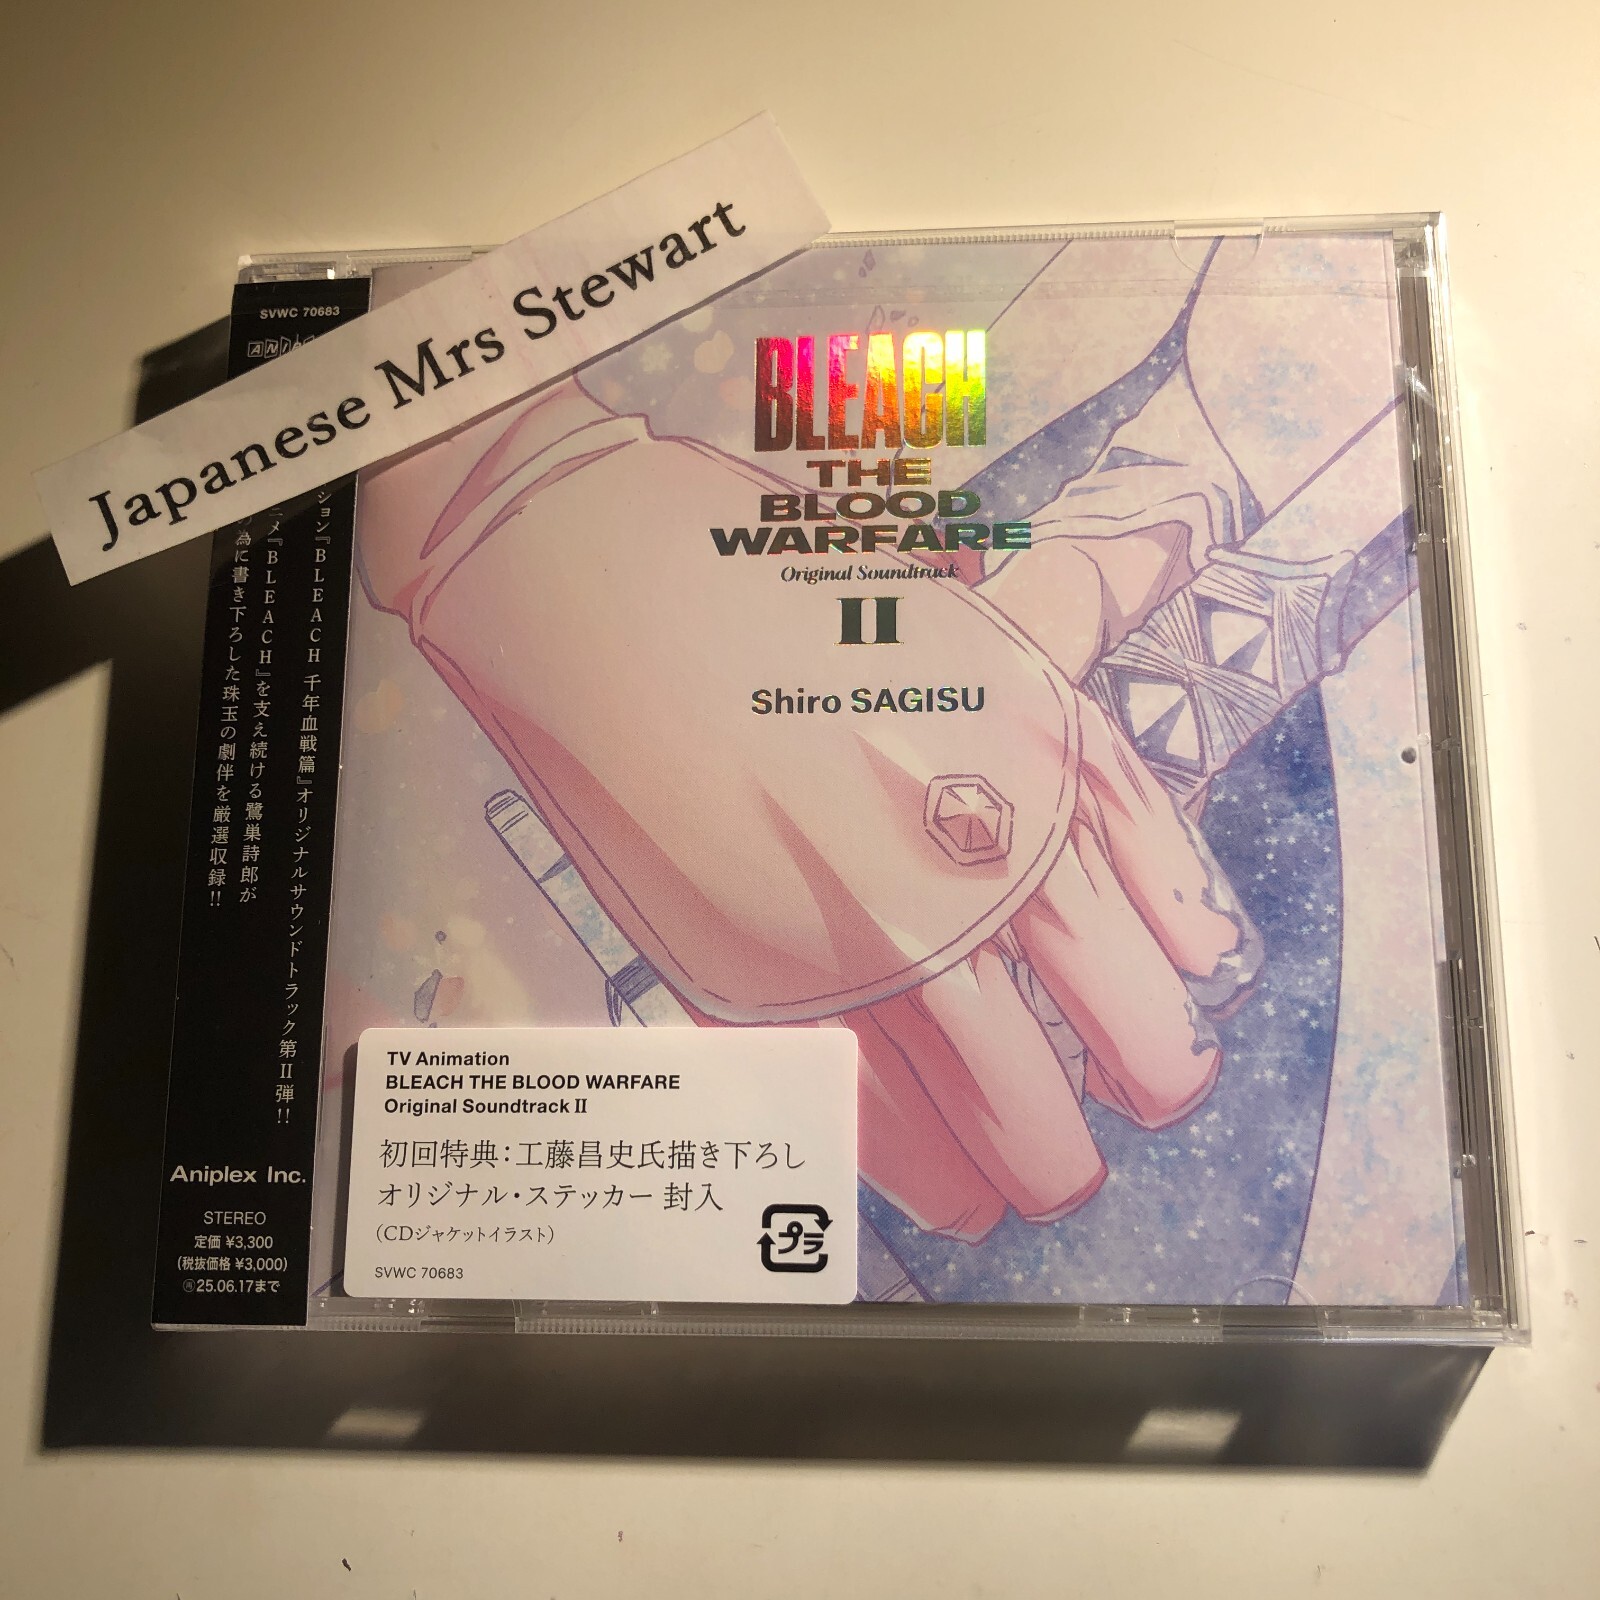 Japanese Mrs Stewart
SVWC 70683
BLEACH
THE
BLOOD
WARFARE
Original Soundtrack
II
Shiro SAGISU
ション『BLEACH 千年血戦篇』オリジナルサウンドトラック第II弾!!
ニメ『BLEACH』を支え続ける鷺巣詩郎が
の為に書き下ろした珠玉の劇伴を厳選収録!!
Aniplex Inc.
STEREO
定価 ¥3,300
(税抜価格 ¥3,000)
25.06.17まで
TV Animation
BLEACH THE BLOOD WARFARE
Original Soundtrack II
初回特典：工藤昌史氏描き下ろし
オリジナル・ステッカー 封入
(CDジャケットイラスト)
SVWC 70683
プラ